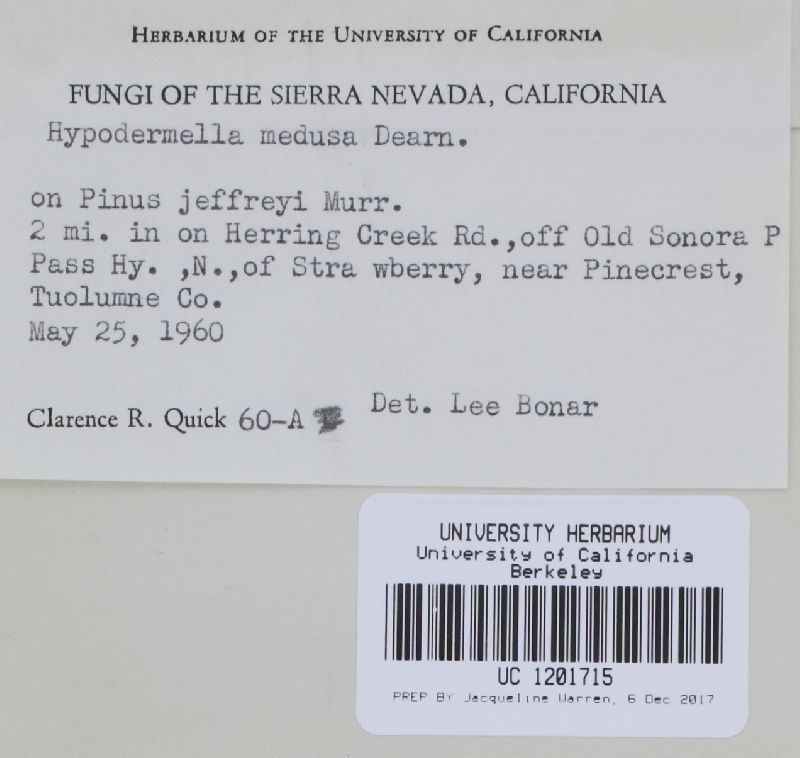 HERBARIUM OF THE UNIVERSITY OF CALIFORNIA
FUNGI OF THE SIERRA NEVADA, CALIFORNIA
Hypodermella medusa Dearn.
on Pinus jeffreyi Murr.
2 mi. in on Herring Creek Rd.,off Old Sonora P
Pass Hy. ,N.,of Stra wberry, near Pinecrest,
Tuolumne Co.
May 25, 1960
Clarence R. Quick 60-A Det. Lee Bonar
UNIVERSITY HERBARIUM
University of California
Berkeley
UC 1201715
PREP BY Jacqueline Warren, 6 Dec 2017